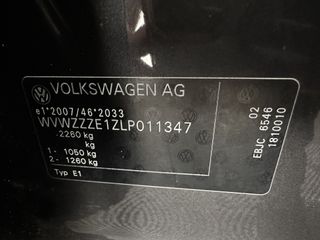 VOLKSWAGEN AG
e1*2007/46*2033
WVWZZZE1ZLP011347
2260 kg
kg
1 - 1050 kg
2 - 1260 kg
Typ E1
02
EBJC 6546
1810010